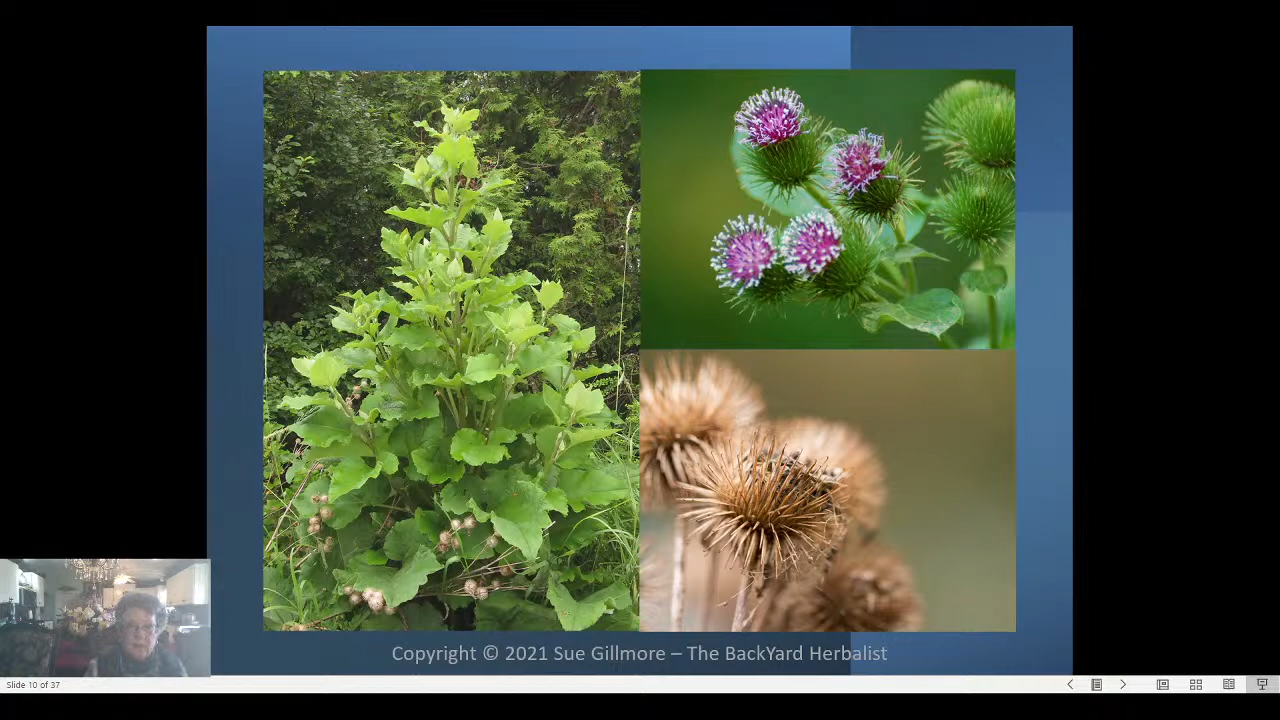 Copyright © 2021 Sue Gillmore – The BackYard Herbalist
Slide 10 of 37